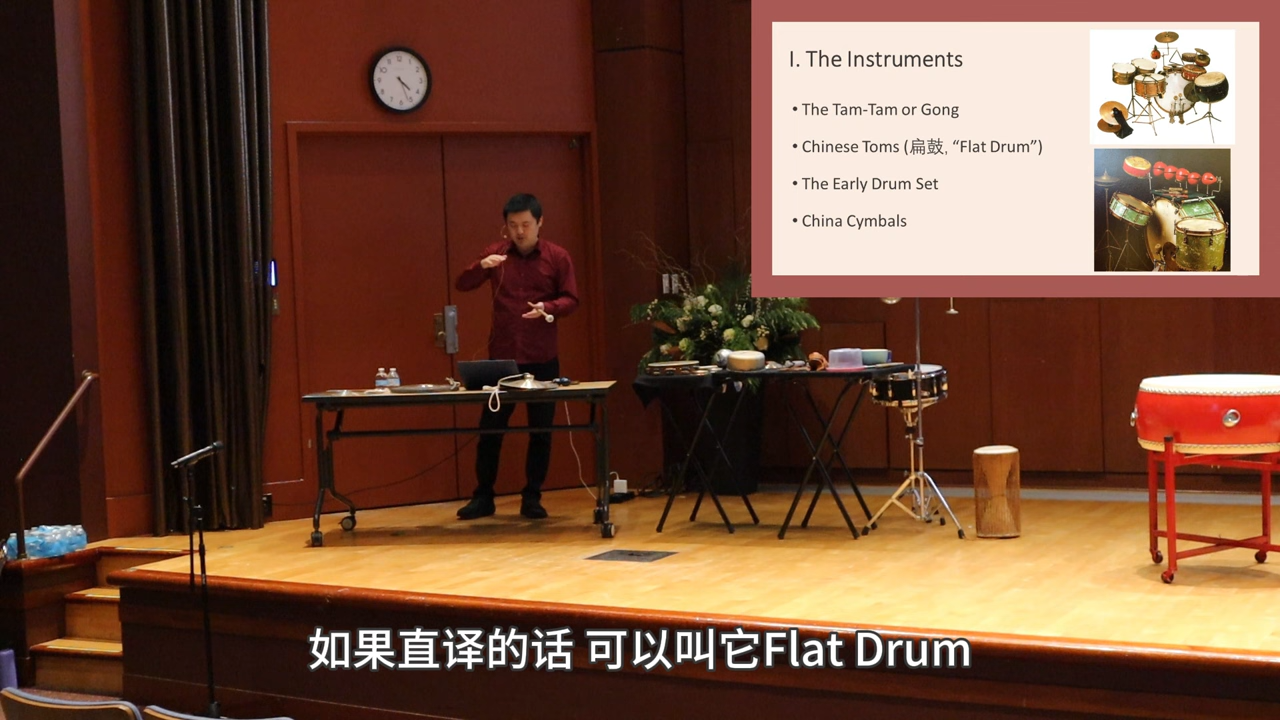 I. The Instruments
• The Tam-Tam or Gong
• Chinese Toms (扁鼓, “Flat Drum”)
• The Early Drum Set
• China Cymbals
如果直译的话 可以叫它Flat Drum